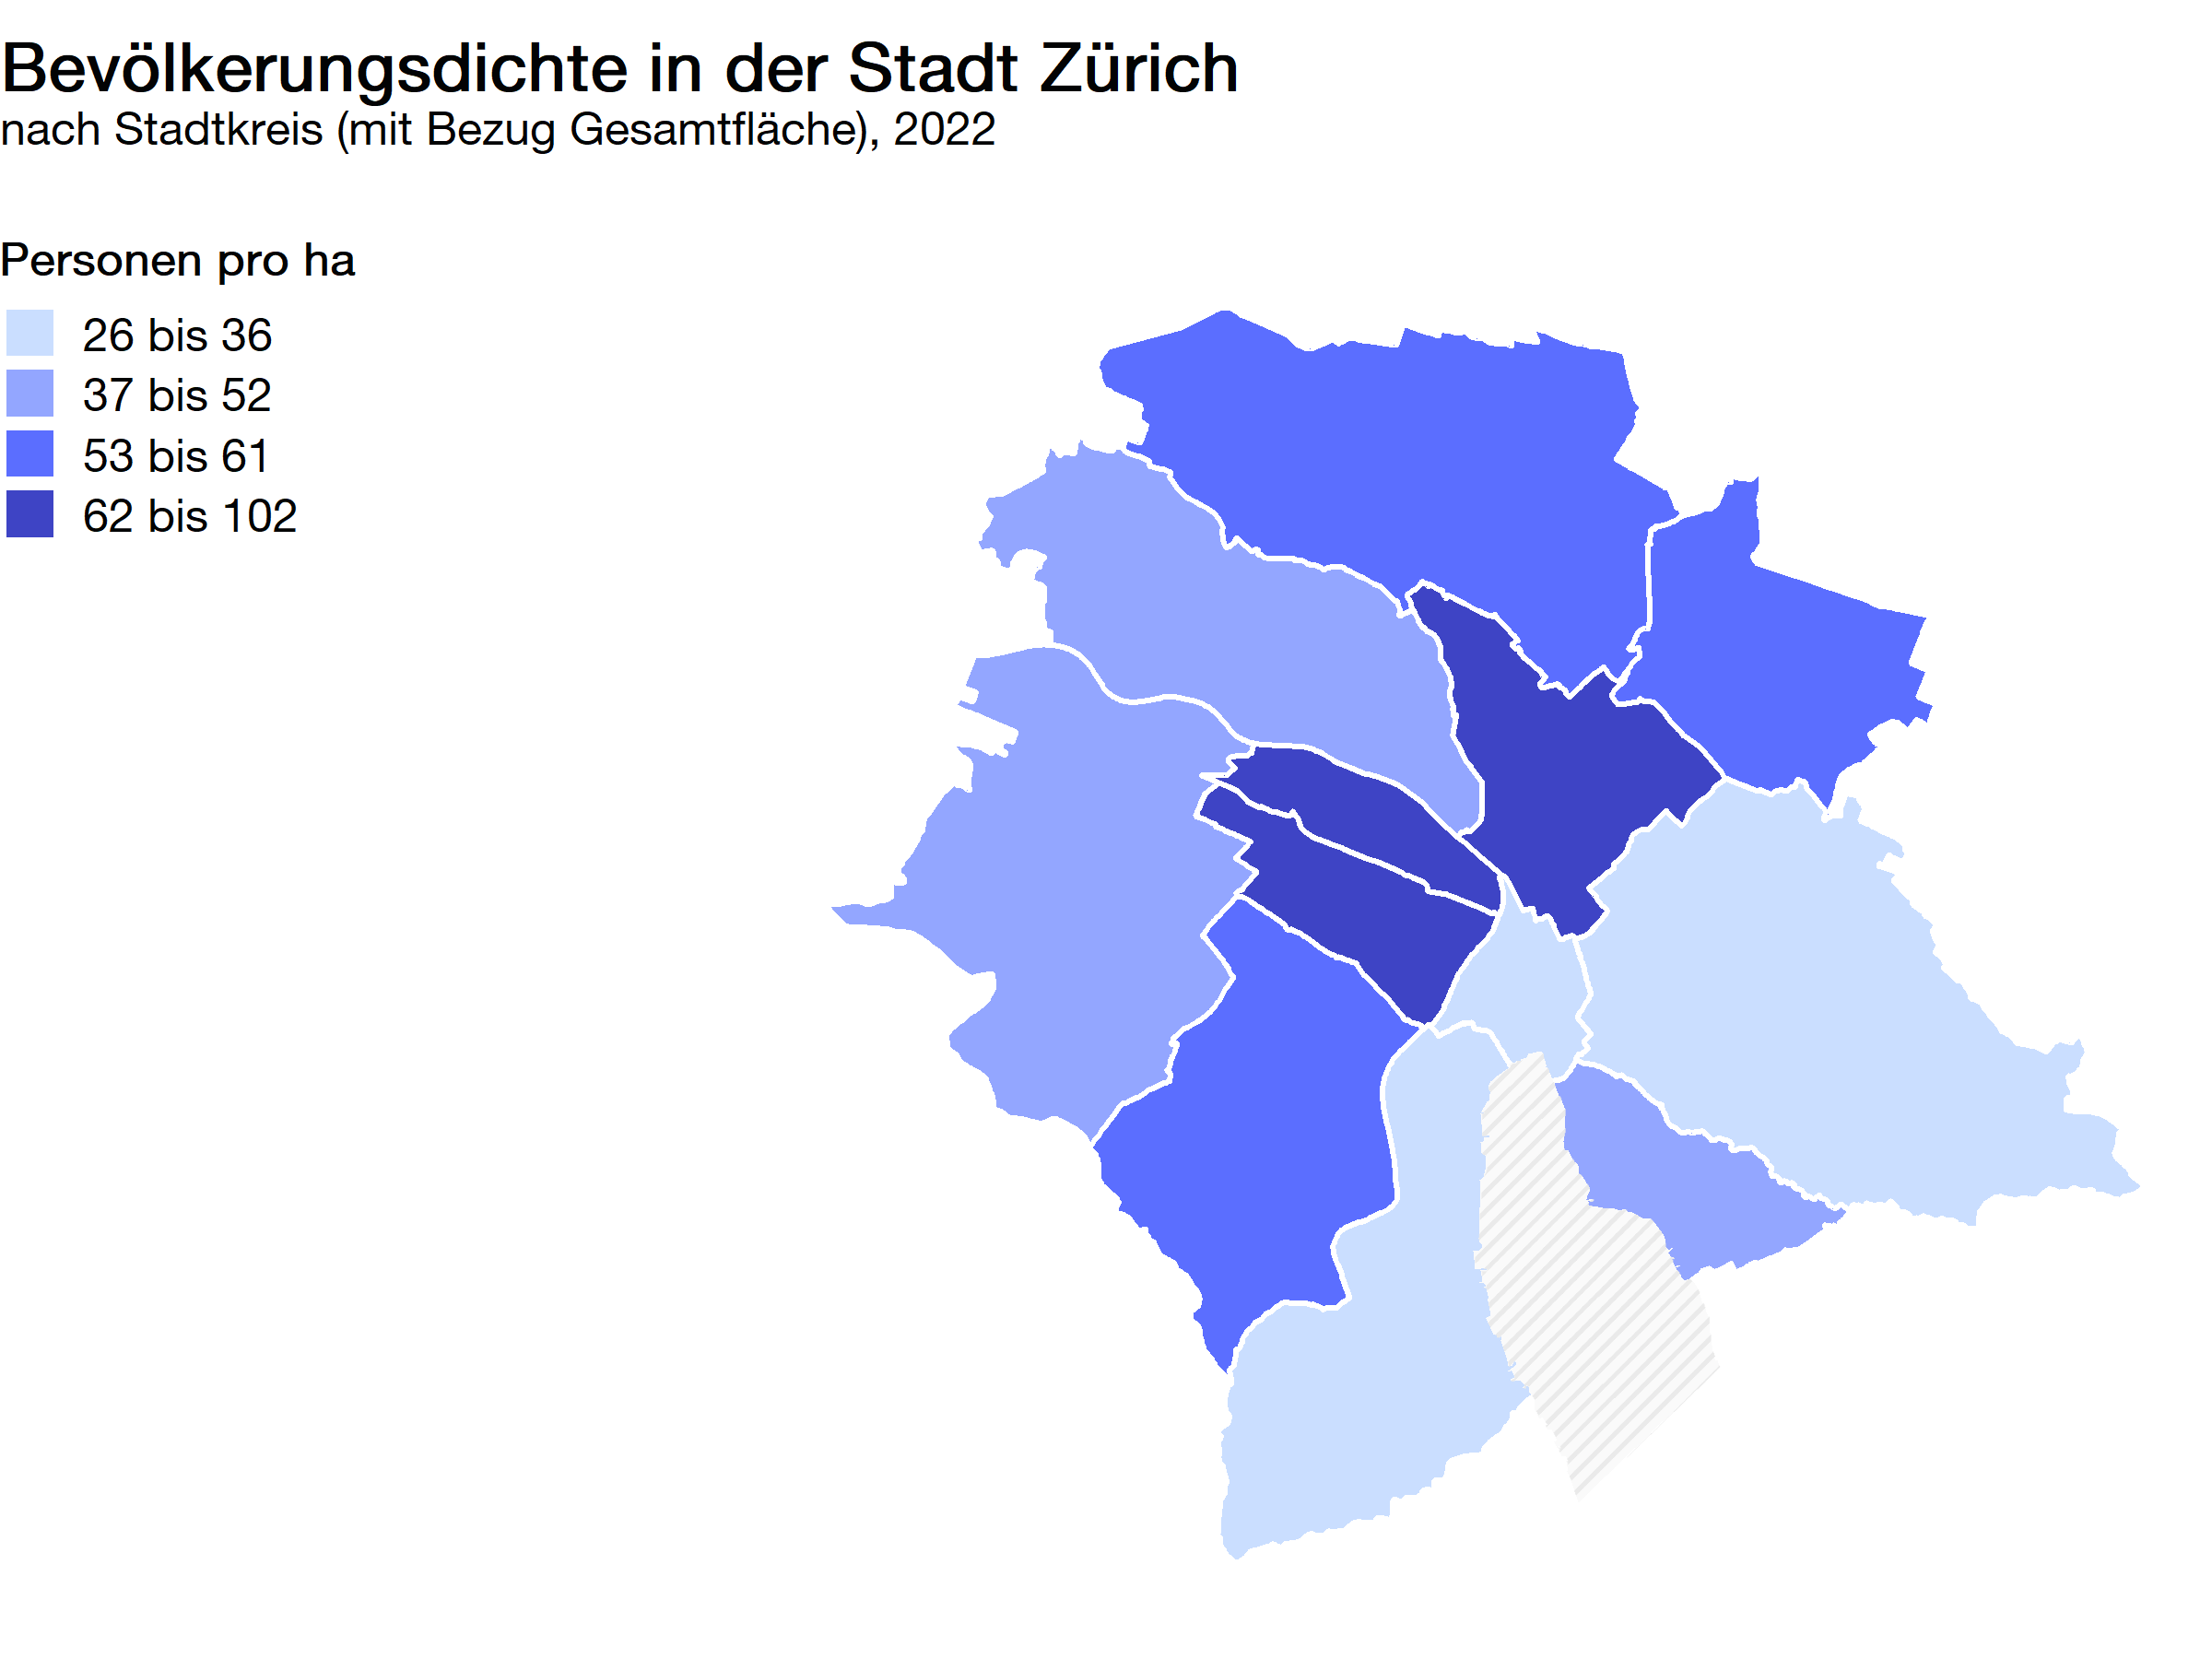 Bevölkerungsdichte in der Stadt Zürich
nach Stadtkreis (mit Bezug Gesamtfläche), 2022
Personen pro ha
26 bis 36
37 bis 52
53 bis 61
62 bis 102